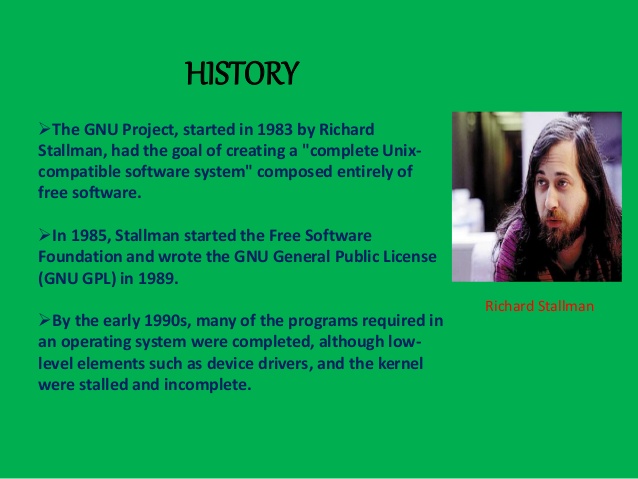 HISTORY
➢The GNU Project, started in 1983 by Richard
Stallman, had the goal of creating a "complete Unix-
compatible software system" composed entirely of
free software.
➢In 1985, Stallman started the Free Software
Foundation and wrote the GNU General Public License
(GNU GPL) in 1989.
➢By the early 1990s, many of the programs required in
an operating system were completed, although low-
level elements such as device drivers, and the kernel
were stalled and incomplete.
Richard Stallman